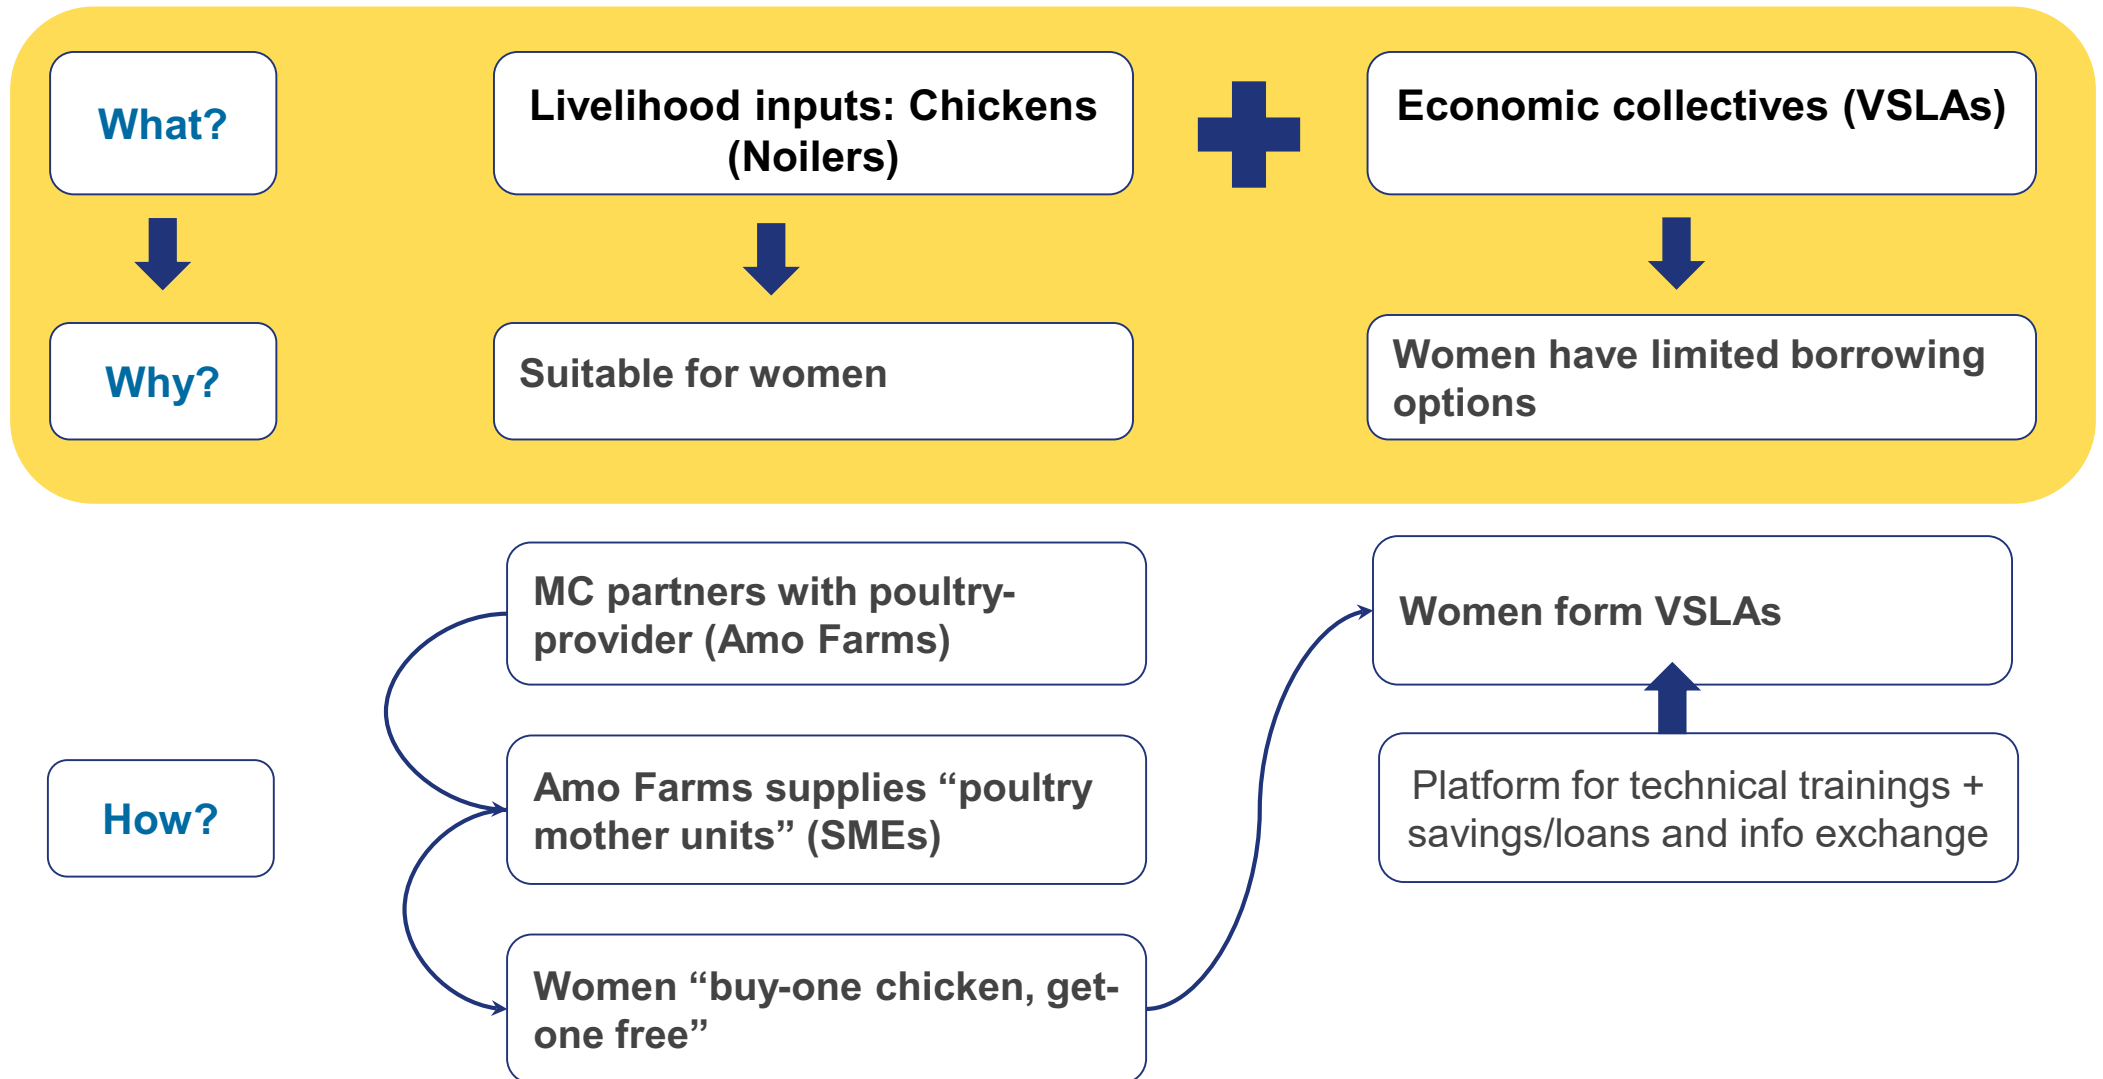 What?
Livelihood inputs: Chickens
(Noilers)
Economic collectives (VSLAs)
Why?
Suitable for women
Women have limited borrowing
options
How?
MC partners with poultry-
provider (Amo Farms)
Amo Farms supplies “poultry
mother units” (SMEs)
Women “buy-one chicken, get-
one free”
Women form VSLAs
Platform for technical trainings +
savings/loans and info exchange